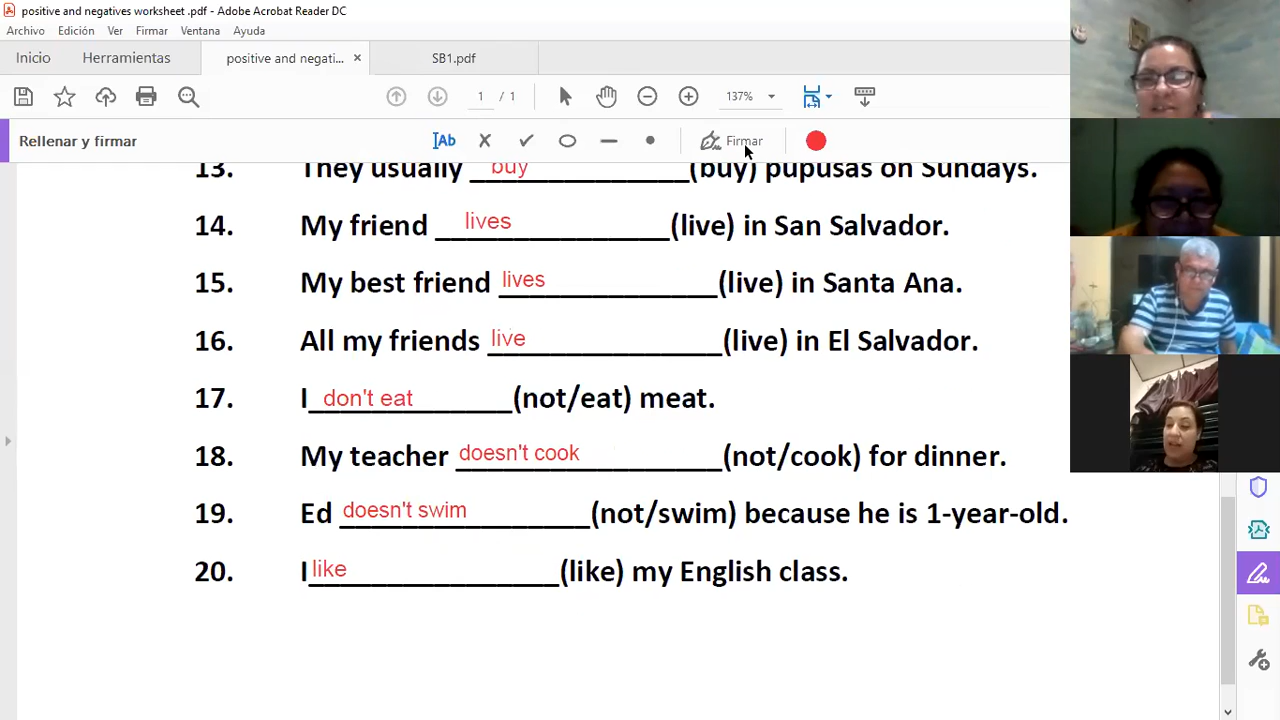 positive and negatives worksheet .pdf - Adobe Acrobat Reader DC
Archivo Edición Ver Firmar Ventana Ayuda
Inicio Herramientas positive and negati... × SB1.pdf
1 / 1 137%
Rellenar y firmar Ab Firmar
13. They usually buy (buy) pupusas on Sundays.
14. My friend lives (live) in San Salvador.
15. My best friend lives (live) in Santa Ana.
16. All my friends live (live) in El Salvador.
17. I don't eat (not/eat) meat.
18. My teacher doesn't cook (not/cook) for dinner.
19. Ed doesn't swim (not/swim) because he is 1-year-old.
20. I like (like) my English class.